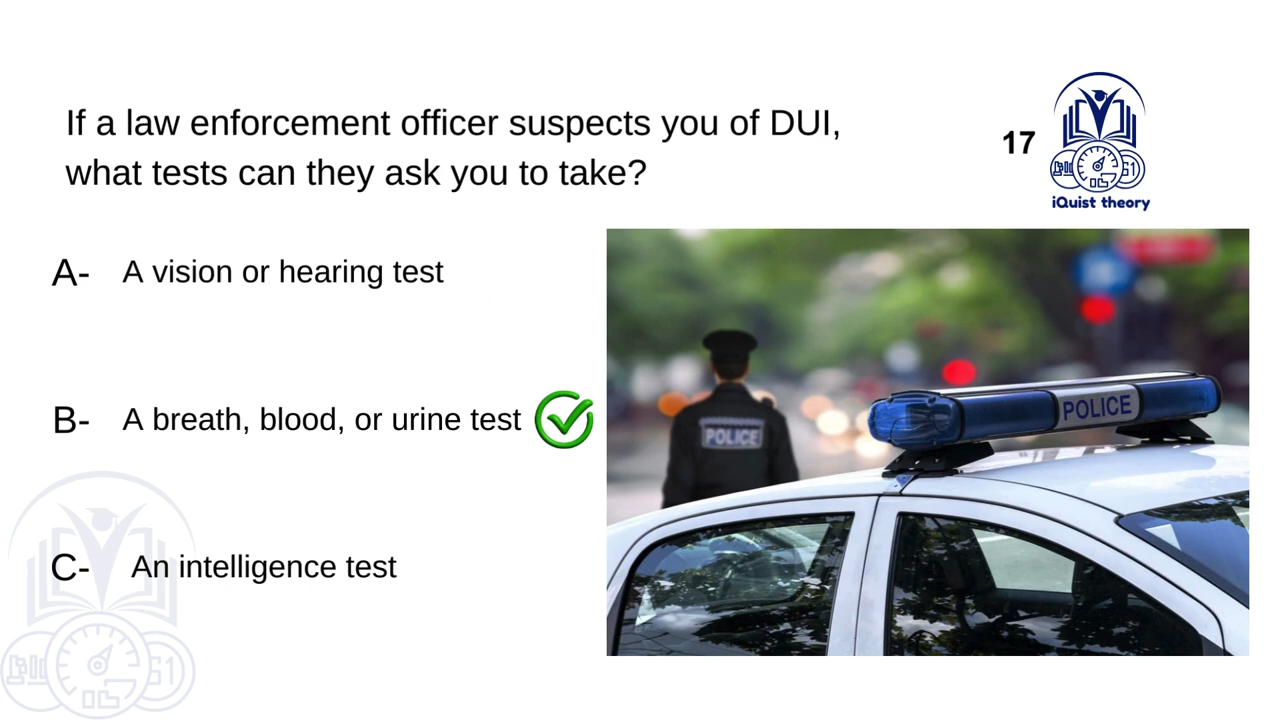 If a law enforcement officer suspects you of DUI,
what tests can they ask you to take?
17
iQuist theory
A- A vision or hearing test
B- A breath, blood, or urine test
C- An intelligence test
POLICE
POLICE